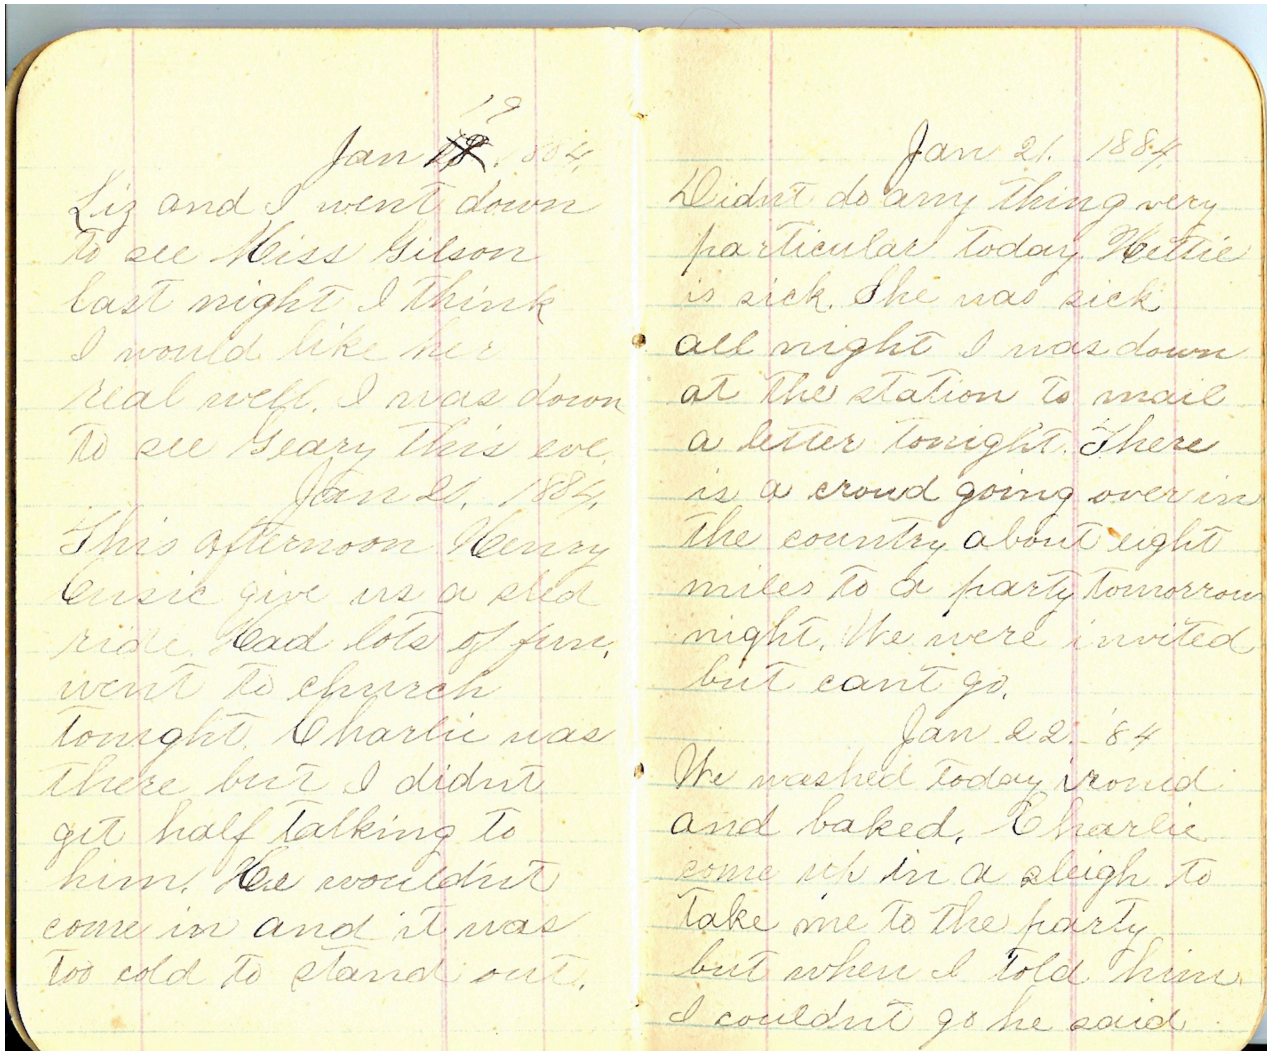 19
Jan 18. 1884.
Liz and I went down
to see Miss Gilson
last night I think
I would like her
real well. I was down
to see Geary this eve.
Jan 20. 1884.
This afternoon Henry
give us a sled
ride. Had lots of fun.
went to church
tonight. Charlie was
there but I didnt
get half talking to
him. He wouldnt
come in and it was
too cold to stand out.
Jan 21. 1884.
Didnt do any thing very
particular today. Hettie
is sick. She was sick
all night I was down
at the station to mail
a letter tonight. There
is a croud going over in
the country about eight
miles to a party tomorrow
night. We were invited
but cant go.
Jan 22. '84
We washed today ironed
and baked. Charlie
come up in a sleigh to
take me to the party
but when I told him
I couldnt go he said